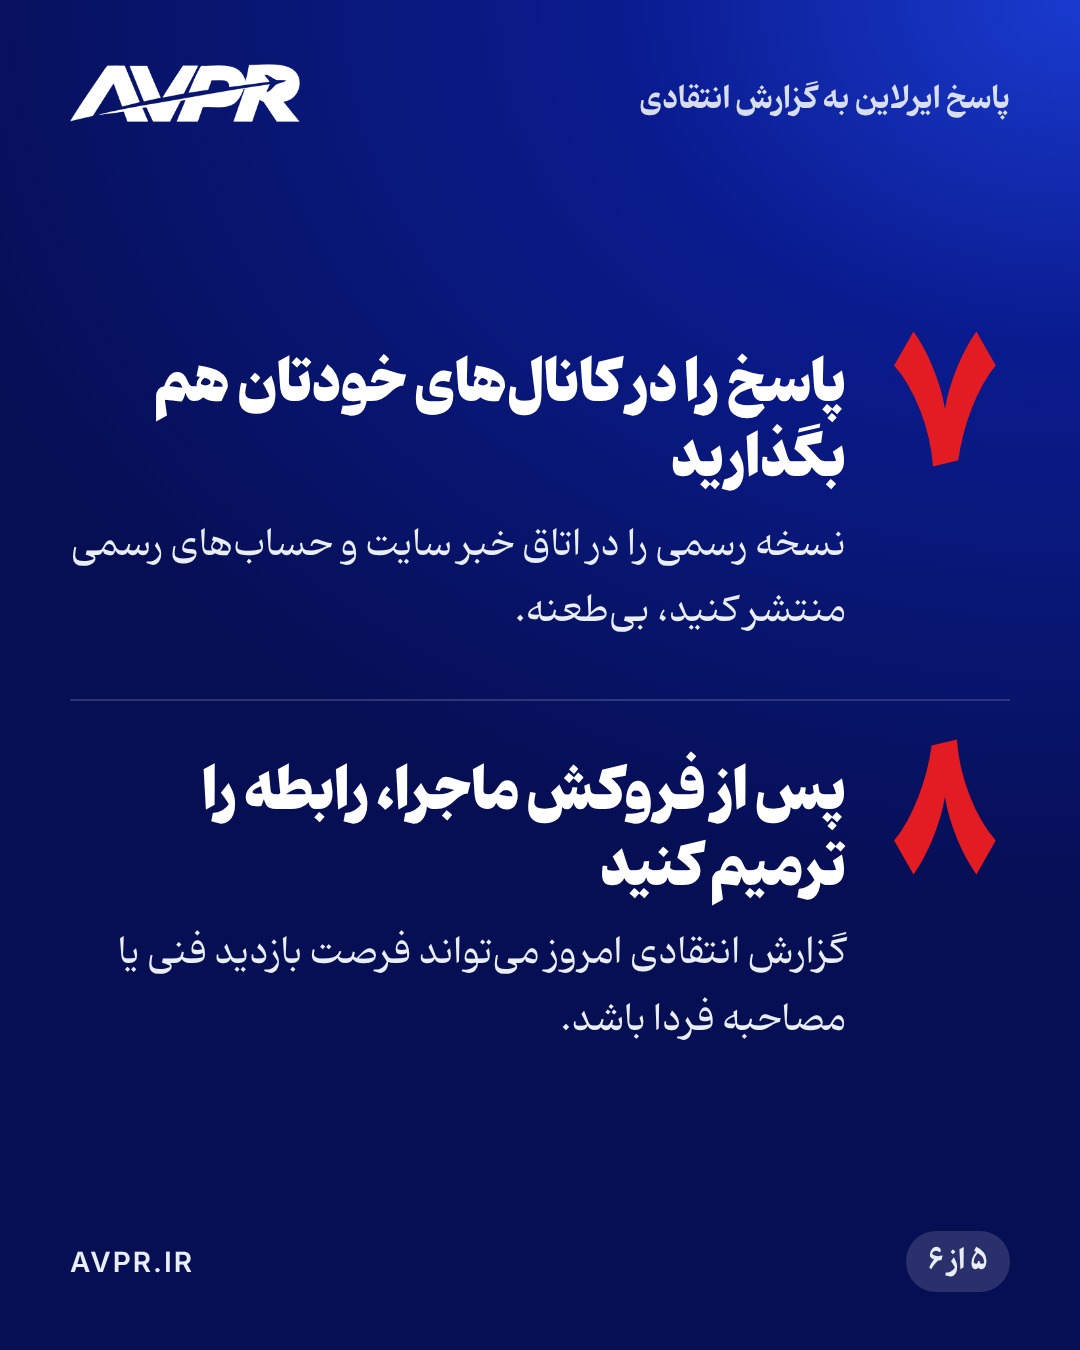 AVPR
پاسخ ایرلاین به گزارش انتقادی
۷
پاسخ را در کانال‌های خودتان هم
بگذارید
نسخه رسمی را در اتاق خبر سایت و حساب‌های رسمی
منتشر کنید، بی‌طعنه.
۸
پس از فروکش ماجرا، رابطه را
ترمیم کنید
گزارش انتقادی امروز می‌تواند فرصت بازدید فنی یا
مصاحبه فردا باشد.
۵ از ۶
AVPR.IR